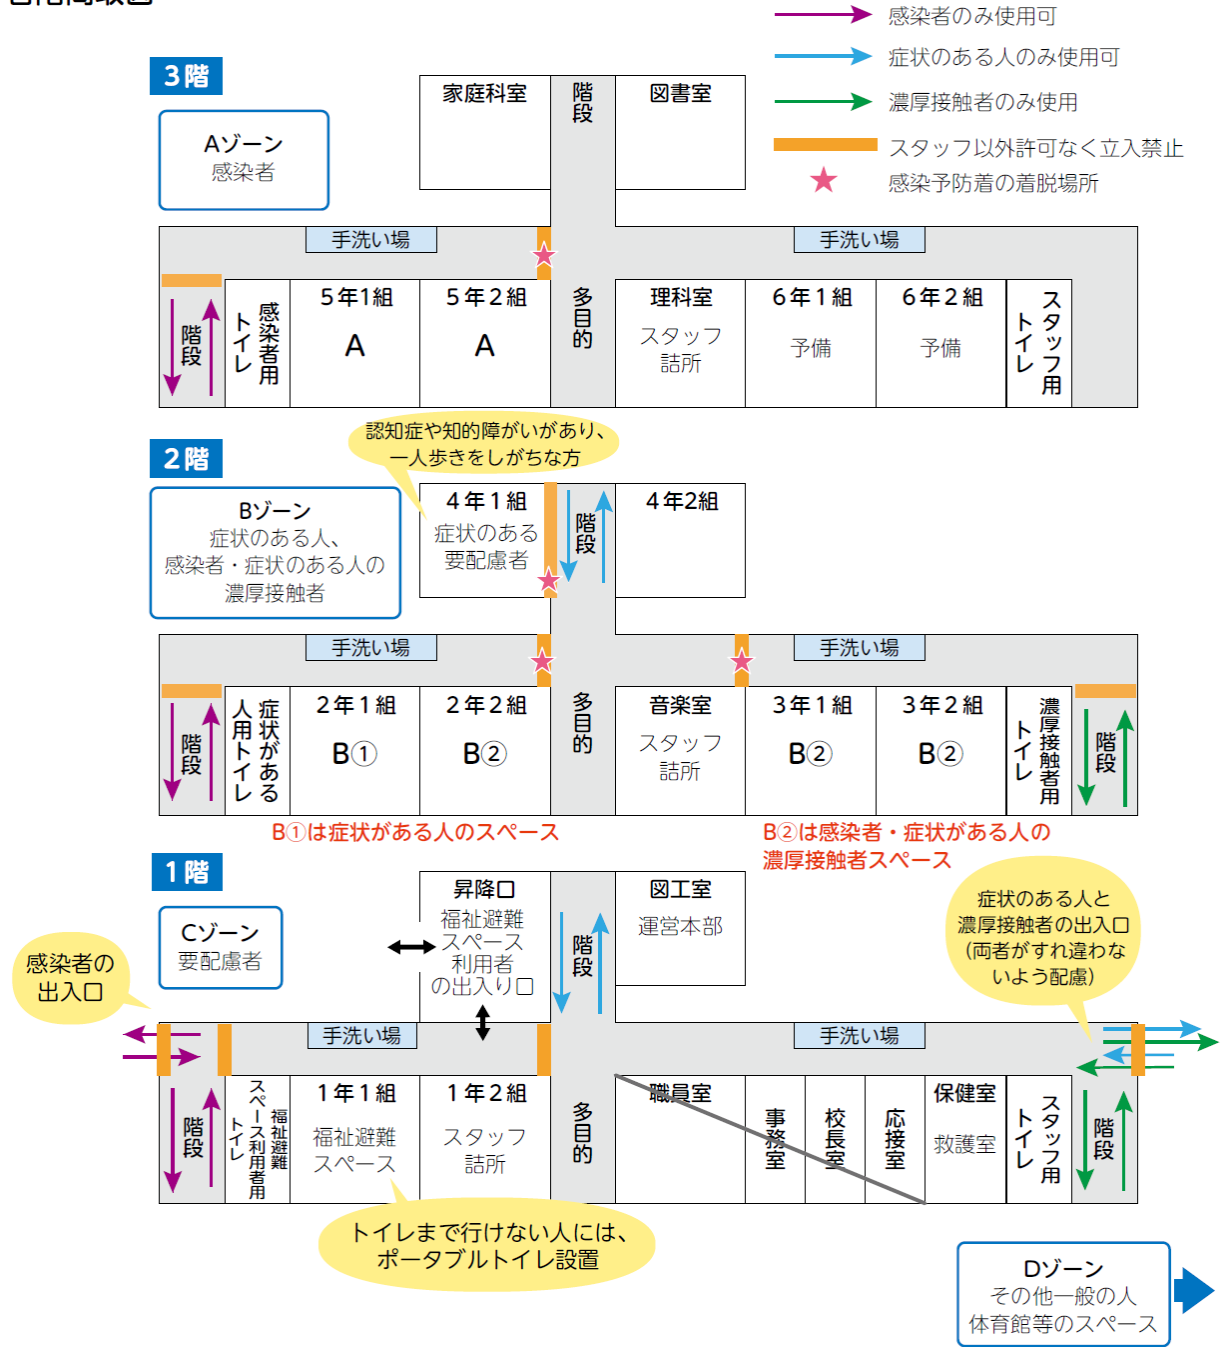 感染者のみ使用可
症状のある人のみ使用可
濃厚接触者のみ使用
スタッフ以外許可なく立入禁止
感染予防着の着脱場所
3階
Aゾーン
感染者
家庭科室
階段
図書室
手洗い場
手洗い場
階段
感染者用
トイレ
5年1組
A
5年2組
A
多目的
理科室
スタッフ
詰所
6年1組
予備
6年2組
予備
スタッフ用
トイレ
認知症や知的障がいがあり、
一人歩きをしがちな方
2階
Bゾーン
症状のある人、
感染者・症状のある人の
濃厚接触者
4年1組
症状のある
要配慮者
階段
4年2組
手洗い場
手洗い場
階段
症状がある
人用トイレ
2年1組
B①
2年2組
B②
多目的
音楽室
スタッフ
詰所
3年1組
B②
3年2組
B②
濃厚接触者用
トイレ
階段
B①は症状がある人のスペース
B②は感染者・症状がある人の
濃厚接触者スペース
1階
Cゾーン
要配慮者
感染者の
出入口
昇降口
福祉避難
スペース
利用者
の出入り口
階段
図工室
運営本部
症状のある人と
濃厚接触者の出入口
(両者がすれ違わな
いよう配慮)
手洗い場
手洗い場
階段
福祉避難
スペース利用者用
トイレ
1年1組
福祉避難
スペース
1年2組
スタッフ
詰所
多目的
職員室
事務室
校長室
応接室
保健室
救護室
スタッフ用
トイレ
階段
トイレまで行けない人には、
ポータブルトイレ設置
Dゾーン
その他一般の人
体育館等のスペース